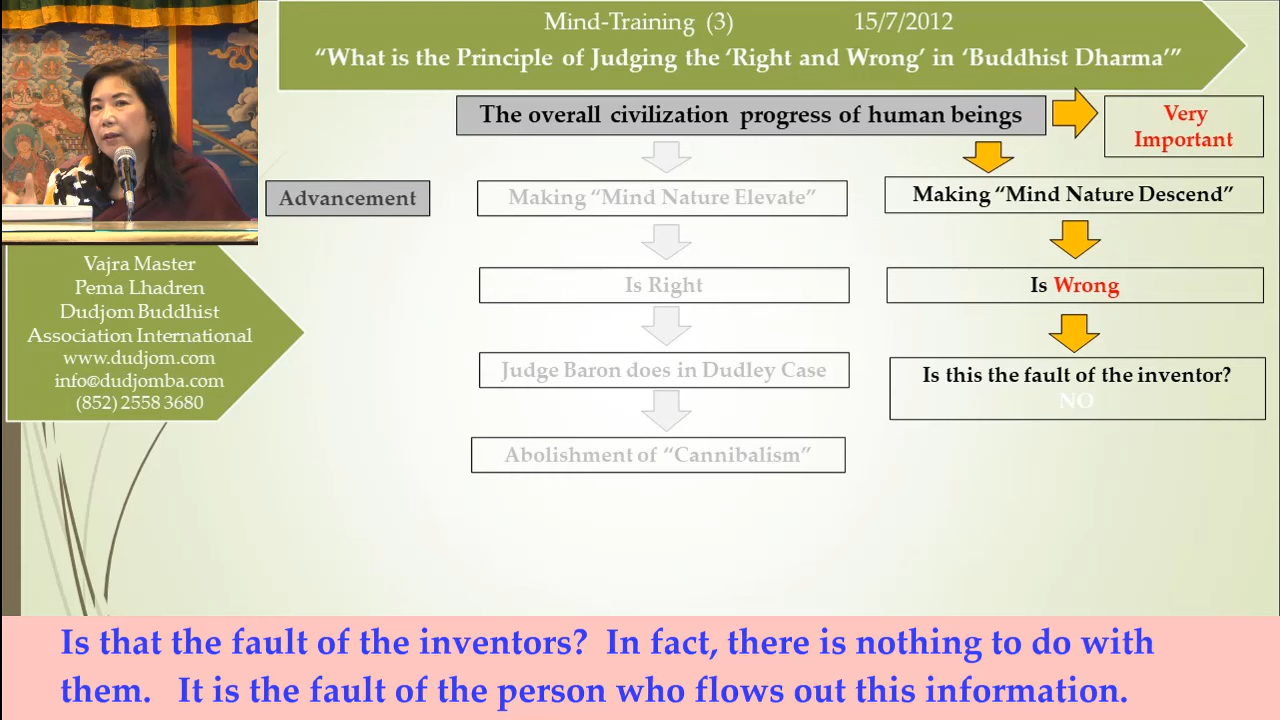 Mind-Training (3) 15/7/2012
“What is the Principle of Judging the ‘Right and Wrong’ in ‘Buddhist Dharma’”
The overall civilization progress of human beings
Very
Important
Advancement
Making “Mind Nature Elevate”
Making “Mind Nature Descend”
Is Right
Is Wrong
Judge Baron does in Dudley Case
Is this the fault of the inventor?
NO
Abolishment of “Cannibalism”
Vajra Master
Pema Lhadren
Dudjom Buddhist
Association International
www.dudjom.com
info@dudjomba.com
(852) 2558 3680
Is that the fault of the inventors? In fact, there is nothing to do with
them. It is the fault of the person who flows out this information.